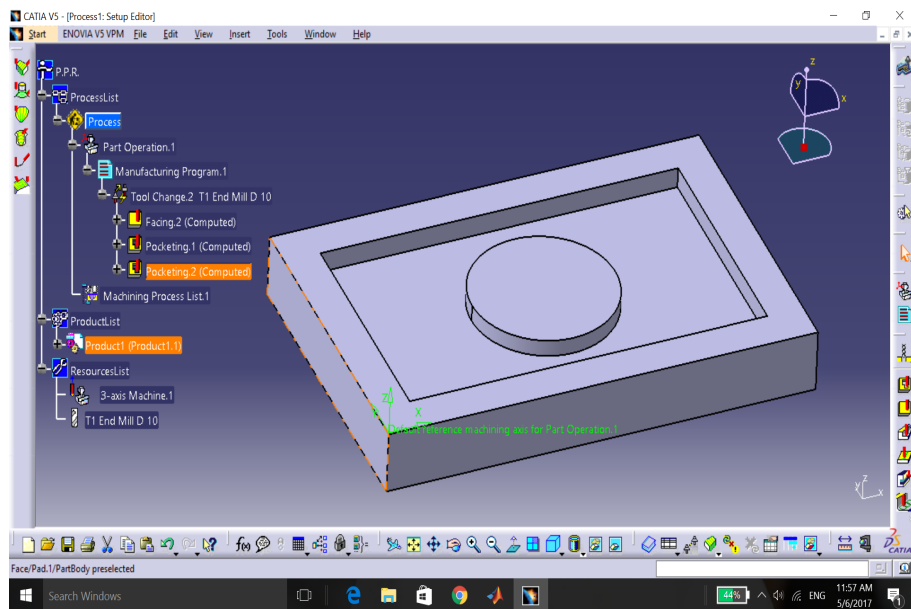 CATIA V5 - [Process1: Setup Editor]
Start ENOVIA V5 VPM File Edit View Insert Tools Window Help
P.P.R.
ProcessList
Process
Part Operation.1
Manufacturing Program.1
Tool Change.2 T1 End Mill D 10
Facing.2 (Computed)
Pocketing.1 (Computed)
Pocketing.2 (Computed)
Machining Process List.1
ProductList
Product1 (Product1.1)
ResourcesList
3-axis Machine.1
T1 End Mill D 10
z
y
x
Z
X
Default reference machining axis for Part Operation.1
z
y
x
f(x)
CATIA
Face/Pad.1/PartBody preselected
Search Windows
44%
ENG
11:57 AM
5/6/2017
1